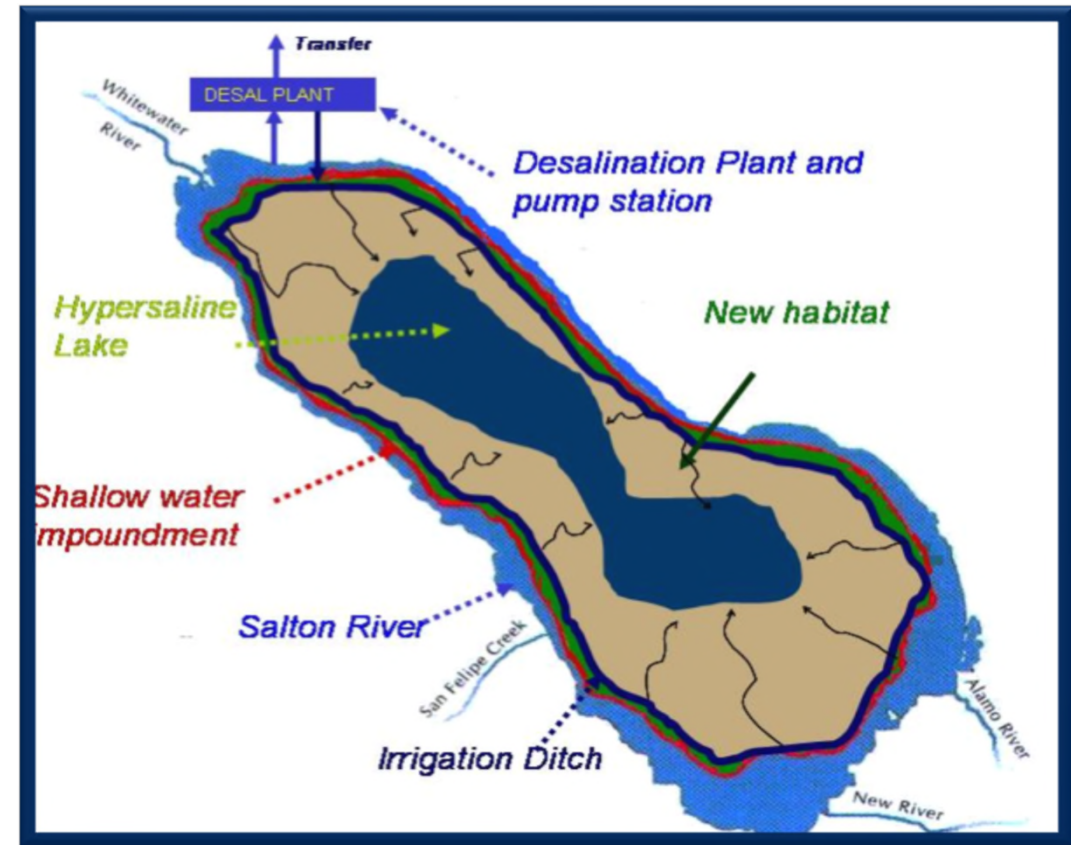 Transfer
DESAL PLANT
Whitewater
River
Desalination Plant and
pump station
Hypersaline
Lake
New habitat
Shallow water
impoundment
Salton River
San Felipe Creek
Irrigation Ditch
Alamo River
New River